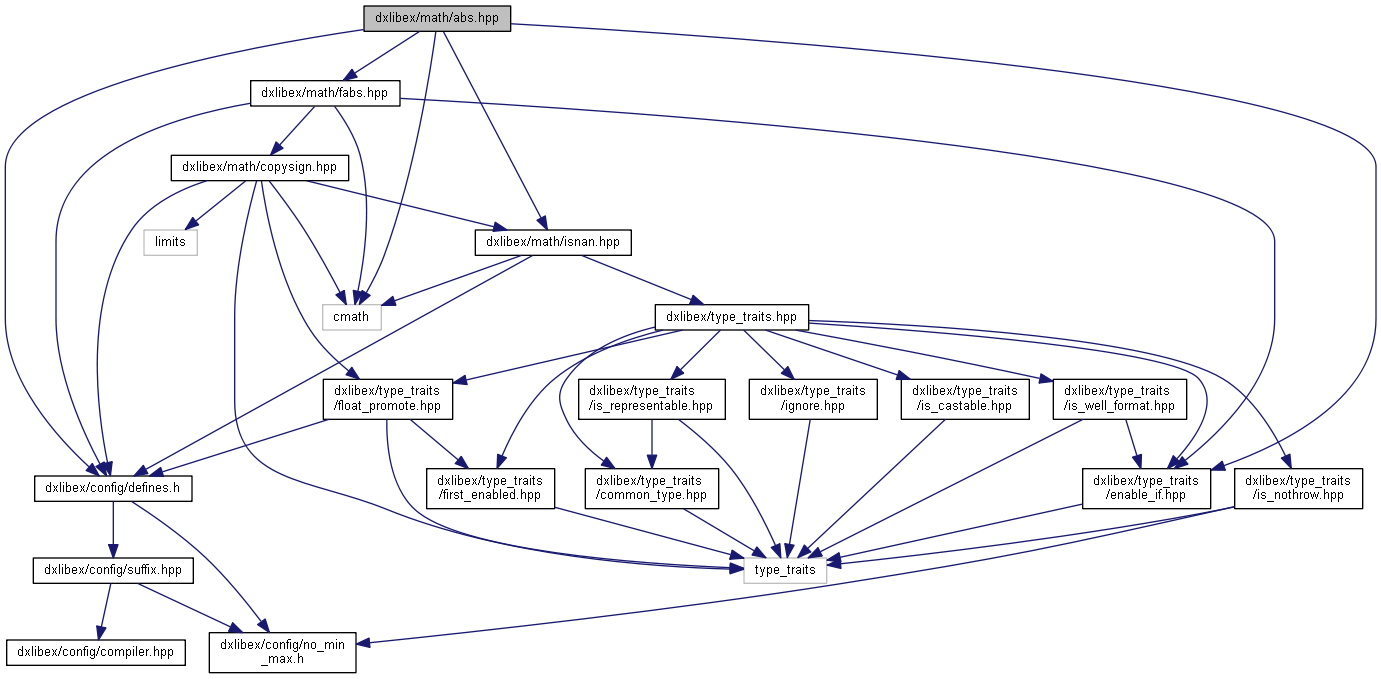 dxlibex/math/abs.hpp
dxlibex/math/fabs.hpp
dxlibex/math/copysign.hpp
limits
dxlibex/math/isnan.hpp
cmath
dxlibex/type_traits.hpp
dxlibex/type_traits
/float_promote.hpp
dxlibex/type_traits
/is_representable.hpp
dxlibex/type_traits
/ignore.hpp
dxlibex/type_traits
/is_castable.hpp
dxlibex/type_traits
/is_well_format.hpp
dxlibex/config/defines.h
dxlibex/type_traits
/first_enabled.hpp
dxlibex/type_traits
/common_type.hpp
dxlibex/type_traits
/enable_if.hpp
dxlibex/type_traits
/is_nothrow.hpp
dxlibex/config/suffix.hpp
type_traits
dxlibex/config/compiler.hpp
dxlibex/config/no_min
_max.h